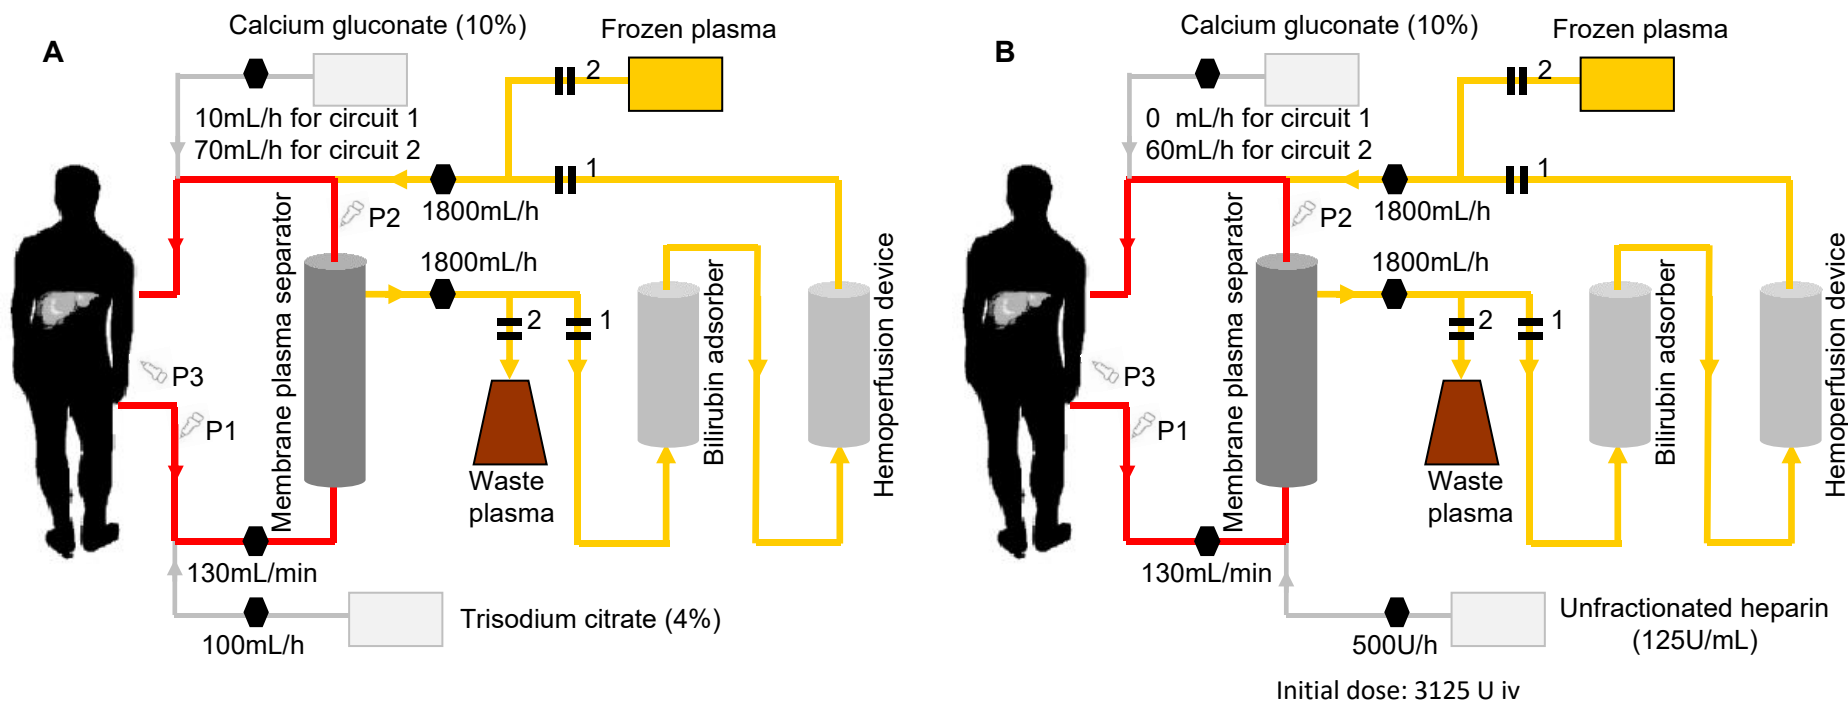 A
Calcium gluconate (10%)
Frozen plasma
2
10mL/h for circuit 1
70mL/h for circuit 2
1
1800mL/h
P2
Membrane plasma separator
1800mL/h
2
1
Bilirubin adsorber
Hemoperfusion device
P3
P1
Waste
plasma
130mL/min
Trisodium citrate (4%)
100mL/h
B
Calcium gluconate (10%)
Frozen plasma
2
0 mL/h for circuit 1
60mL/h for circuit 2
1
1800mL/h
P2
Membrane plasma separator
1800mL/h
2
1
Bilirubin adsorber
Hemoperfusion device
P3
P1
Waste
plasma
130mL/min
Unfractionated heparin
(125U/mL)
500U/h
Initial dose: 3125 U iv